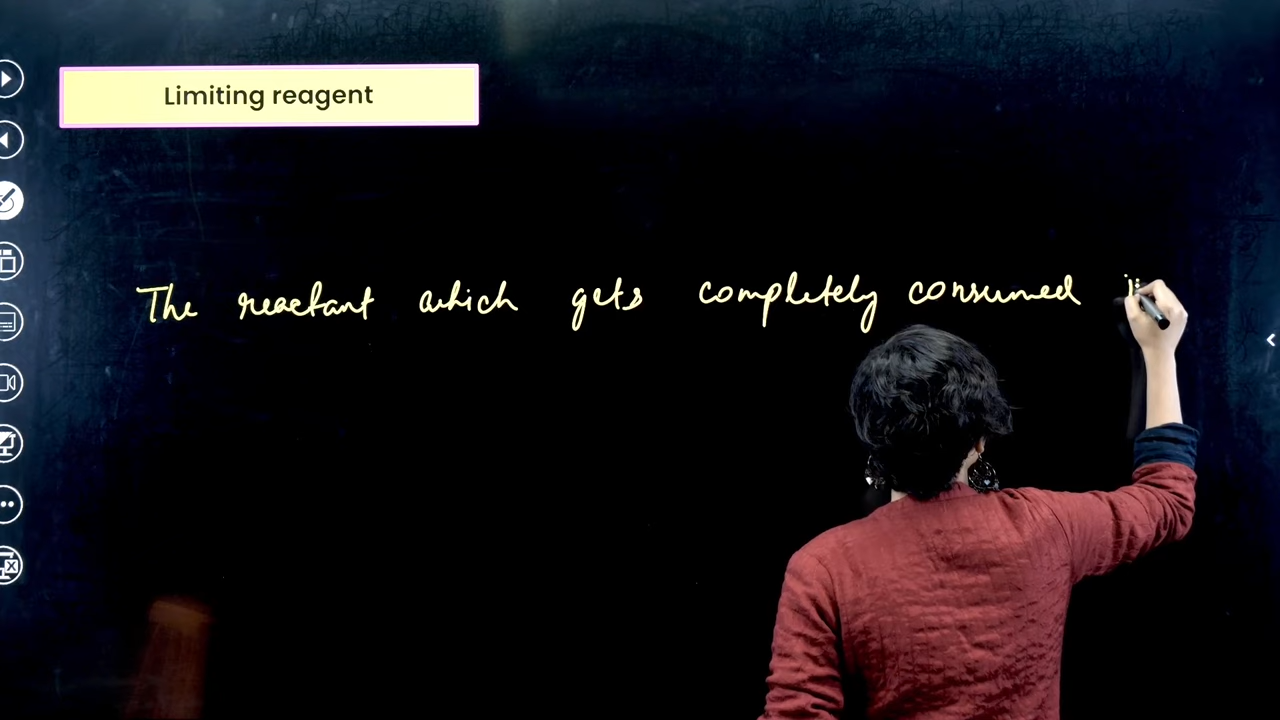 Limiting reagent
The reactant which gets completely consumed